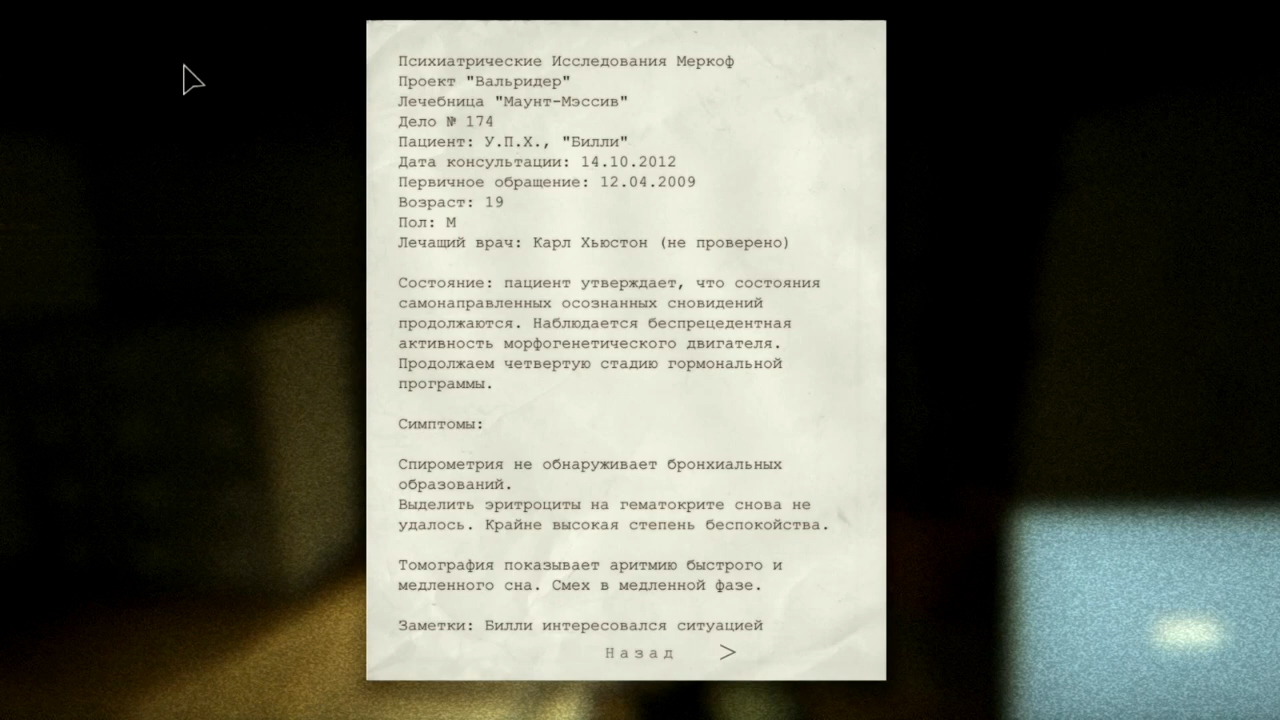 Психиатрические Исследования Меркоф
Проект "Вальридер"
Лечебница "Маунт-Мэссив"
Дело № 174
Пациент: У.П.Х., "Билли"
Дата консультации: 14.10.2012
Первичное обращение: 12.04.2009
Возраст: 19
Пол: М
Лечащий врач: Карл Хьюстон (не проверено)
Состояние: пациент утверждает, что состояния
самонаправленных осознанных сновидений
продолжаются. Наблюдается беспрецедентная
активность морфогенетического двигателя.
Продолжаем четвертую стадию гормональной
программы.
Симптомы:
Спирометрия не обнаруживает бронхиальных
образований.
Выделить эритроциты на гематокрите снова не
удалось. Крайне высокая степень беспокойства.
Томография показывает аритмию быстрого и
медленного сна. Смех в медленной фазе.
Заметки: Билли интересовался ситуацией
Назад >